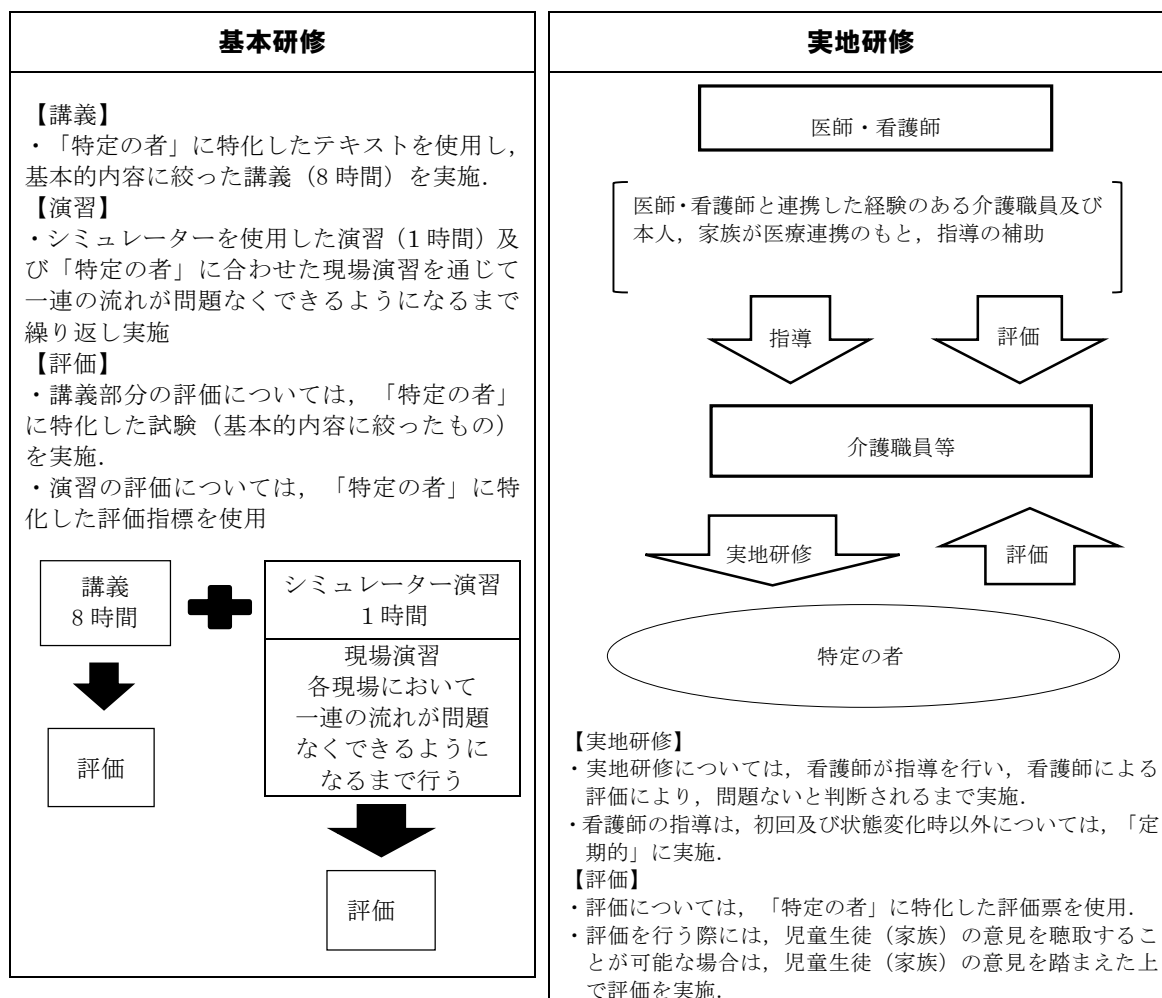 基本研修
【講義】
・「特定の者」に特化したテキストを使用し，
基本的内容に絞った講義（8 時間）を実施．
【演習】
・シミュレーターを使用した演習（1 時間）及
び「特定の者」に合わせた現場演習を通じて
一連の流れが問題なくできるようになるまで
繰り返し実施
【評価】
・講義部分の評価については，「特定の者」
に特化した試験（基本的内容に絞ったもの）
を実施．
・演習の評価については，「特定の者」に特
化した評価指標を使用
講義
8 時間
シミュレーター演習
1 時間
現場演習
各現場において
一連の流れが問題
なくできるように
なるまで行う
評価
評価
実地研修
医師・看護師
医師・看護師と連携した経験のある介護職員及び
本人，家族が医療連携のもと，指導の補助
指導
評価
介護職員等
実地研修
評価
特定の者
【実地研修】
・実地研修については，看護師が指導を行い，看護師による
評価により，問題ないと判断されるまで実施．
・看護師の指導は，初回及び状態変化時以外については，「定
期的」に実施．
【評価】
・評価については，「特定の者」に特化した評価票を使用．
・評価を行う際には，児童生徒（家族）の意見を聴取するこ
とが可能な場合は，児童生徒（家族）の意見を踏まえた上
で評価を実施．